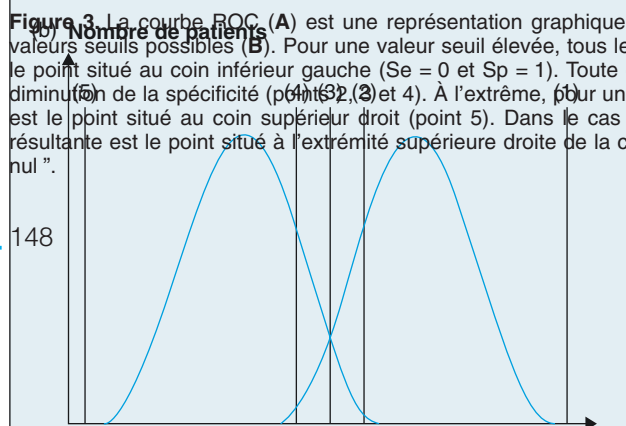 Figure 3. La courbe ROC (A) est une représentation graphique
(b) Nombre de patients
valeurs seuils possibles (B). Pour une valeur seuil élevée, tous le
le point situé au coin inférieur gauche (Se = 0 et Sp = 1). Toute
diminution de la spécificité (points 2, 3 et 4). À l'extrême, pour un
(5) (4) (3) (2) (1)
est le point situé au coin supérieur droit (point 5). Dans le cas
résultante est le point situé à l'extrémité supérieure droite de la c
nul ”.
148